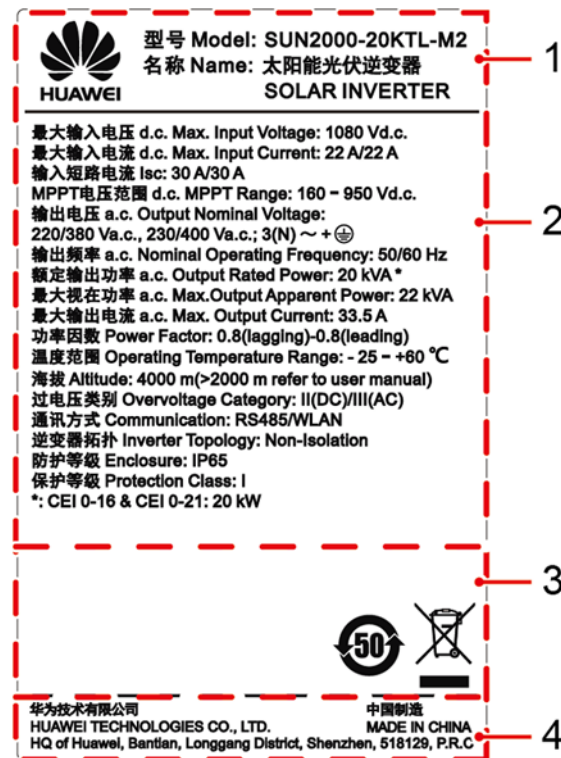 HUAWEI
型号 Model: SUN2000-20KTL-M2
名称 Name: 太阳能光伏逆变器
SOLAR INVERTER
1
最大输入电压 d.c. Max. Input Voltage: 1080 Vd.c.
最大输入电流 d.c. Max. Input Current: 22 A/22 A
输入短路电流 Isc: 30 A/30 A
MPPT电压范围 d.c. MPPT Range: 160 - 950 Vd.c.
输出电压 a.c. Output Nominal Voltage:
220/380 Va.c., 230/400 Va.c.; 3(N) ～ +
2
输出频率 a.c. Nominal Operating Frequency: 50/60 Hz
额定输出功率 a.c. Output Rated Power: 20 kVA *
最大视在功率 a.c. Max.Output Apparent Power: 22 kVA
最大输出电流 a.c. Max. Output Current: 33.5 A
功率因数 Power Factor: 0.8(lagging)-0.8(leading)
温度范围 Operating Temperature Range: - 25 - +60 ℃
海拔 Altitude: 4000 m(>2000 m refer to user manual)
过电压类别 Overvoltage Category: II(DC)/III(AC)
通讯方式 Communication: RS485/WLAN
逆变器拓扑 Inverter Topology: Non-Isolation
防护等级 Enclosure: IP65
保护等级 Protection Class: I
*: CEI 0-16 & CEI 0-21: 20 kW
3
50
华为技术有限公司 中国制造
HUAWEI TECHNOLOGIES CO., LTD. MADE IN CHINA
HQ of Huawei, Bantian, Longgang District, Shenzhen, 518129, P.R.C
4